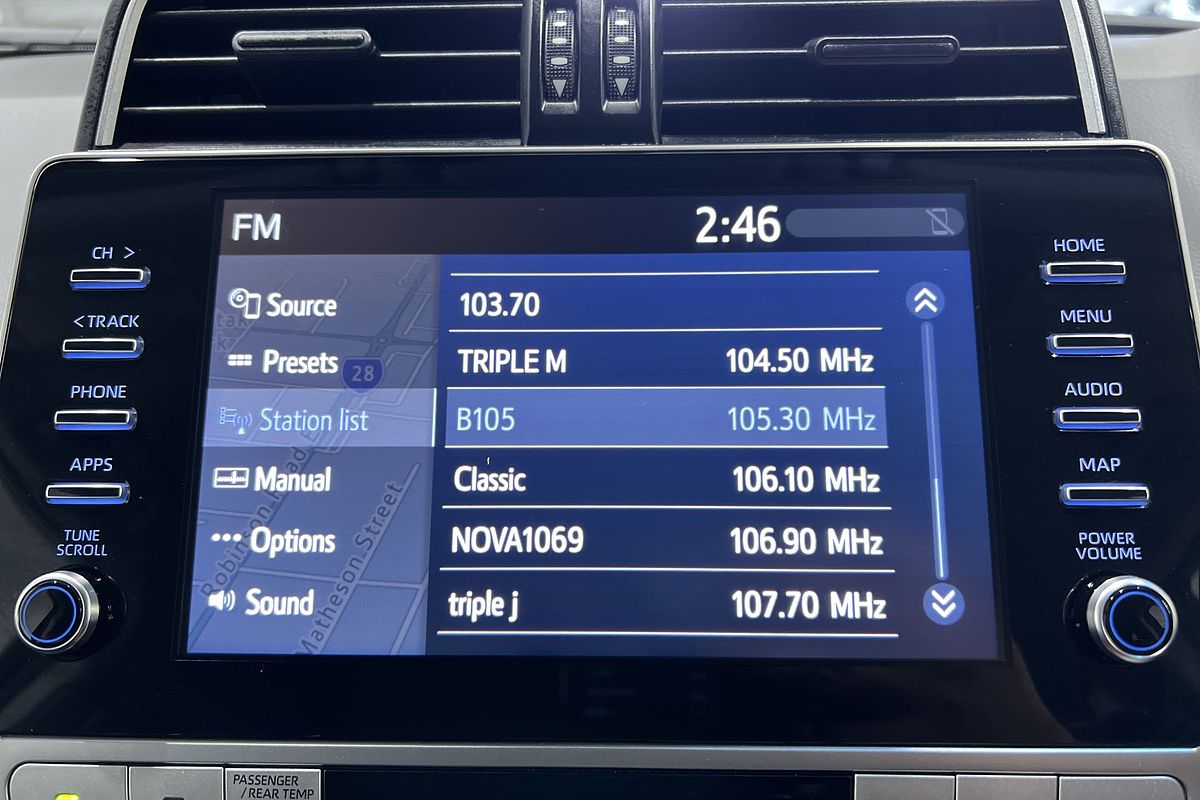 FM
2:46
CH >
< TRACK
PHONE
APPS
TUNE
SCROLL
Source
Presets
Station list
Manual
Options
Sound
28
Robinson Road E
Matheson Street
103.70
TRIPLE M 104.50 MHz
B105 105.30 MHz
Classic 106.10 MHz
NOVA1069 106.90 MHz
triple j 107.70 MHz
HOME
MENU
AUDIO
MAP
POWER
VOLUME
PASSENGER
/REAR TEMP